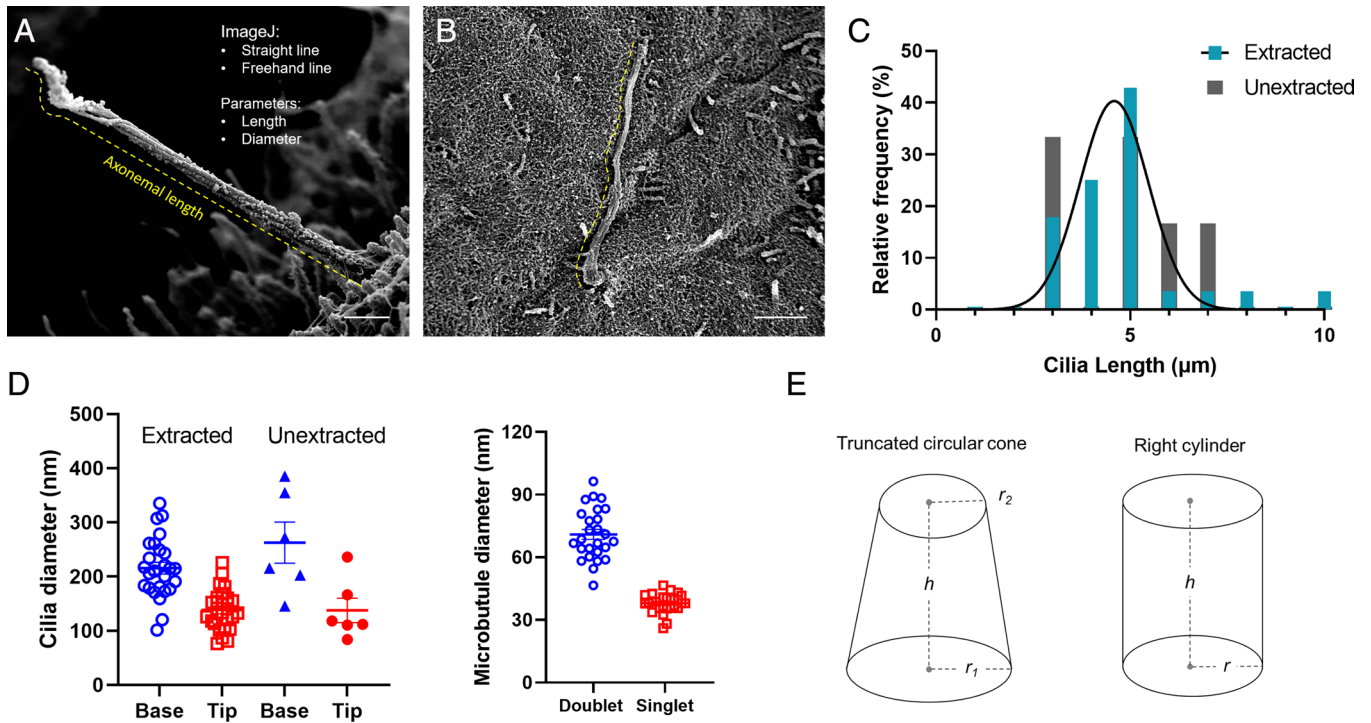 A
ImageJ:
• Straight line
• Freehand line
Parameters:
• Length
• Diameter
Axonemal length
B
C
Extracted
Unextracted
Relative frequency (%)
50
40
30
20
10
0
0
5
10
Cilia Length (µm)
D
Cilia diameter (nm)
500
400
300
200
100
0
Extracted
Unextracted
Base
Tip
Base
Tip
Microbutule diameter (nm)
120
90
60
30
0
Doublet
Singlet
E
Truncated circular cone
r2
h
r1
Right cylinder
h
r